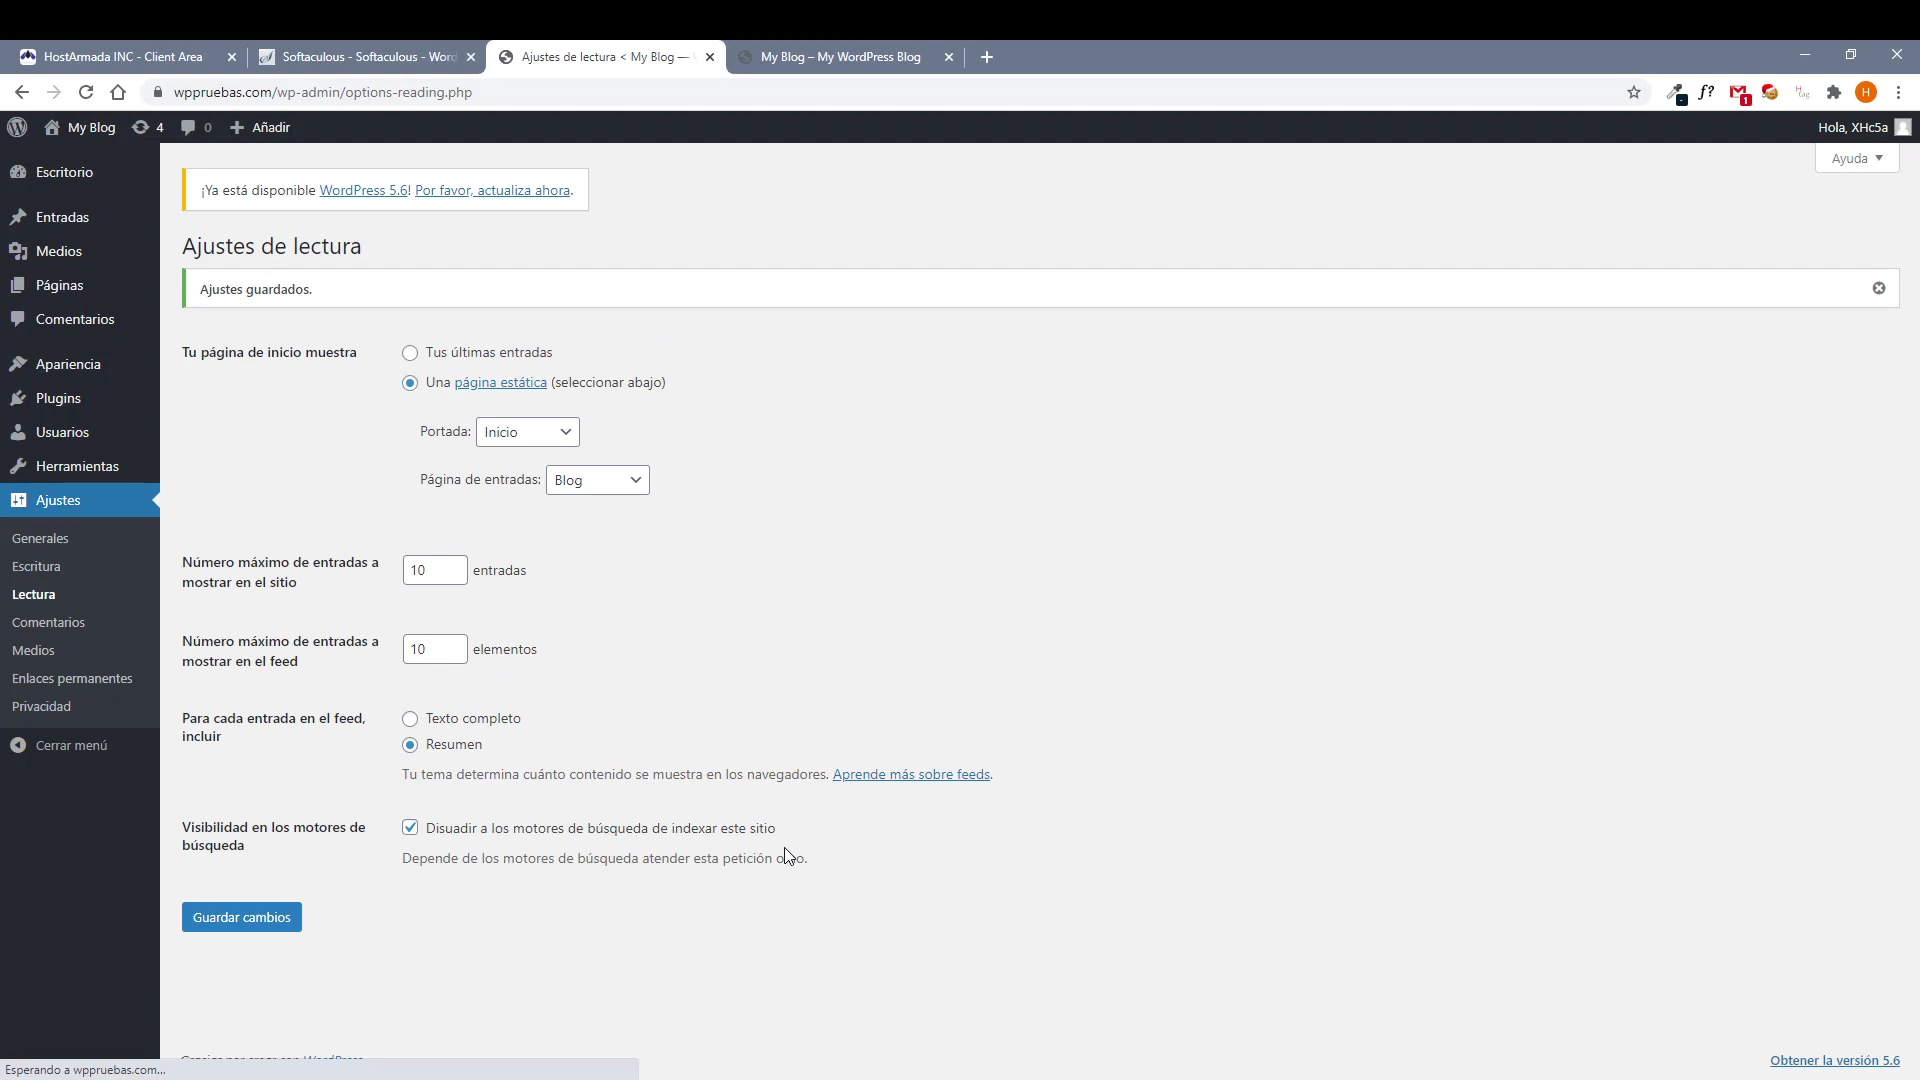 HostArmada INC - Client Area
Softaculous - Softaculous - Word
Ajustes de lectura < My Blog —
My Blog – My WordPress Blog
wppruebas.com/wp-admin/options-reading.php
f?
1
H
tag
H
My Blog
4
0
Añadir
Hola, XHc5a
Ayuda
Escritorio
Entradas
Medios
Páginas
Comentarios
Apariencia
Plugins
Usuarios
Herramientas
Ajustes
Generales
Escritura
Lectura
Comentarios
Medios
Enlaces permanentes
Privacidad
Cerrar menú
¡Ya está disponible WordPress 5.6! Por favor, actualiza ahora.
Ajustes de lectura
Ajustes guardados.
Tu página de inicio muestra
Tus últimas entradas
Una página estática (seleccionar abajo)
Portada: Inicio
Página de entradas: Blog
Número máximo de entradas a
mostrar en el sitio
10 entradas
Número máximo de entradas a
mostrar en el feed
10 elementos
Para cada entrada en el feed,
incluir
Texto completo
Resumen
Tu tema determina cuánto contenido se muestra en los navegadores. Aprende más sobre feeds.
Visibilidad en los motores de
búsqueda
Disuadir a los motores de búsqueda de indexar este sitio
Depende de los motores de búsqueda atender esta petición o no.
Guardar cambios
Obtener la versión 5.6
Esperando a wppruebas.com...